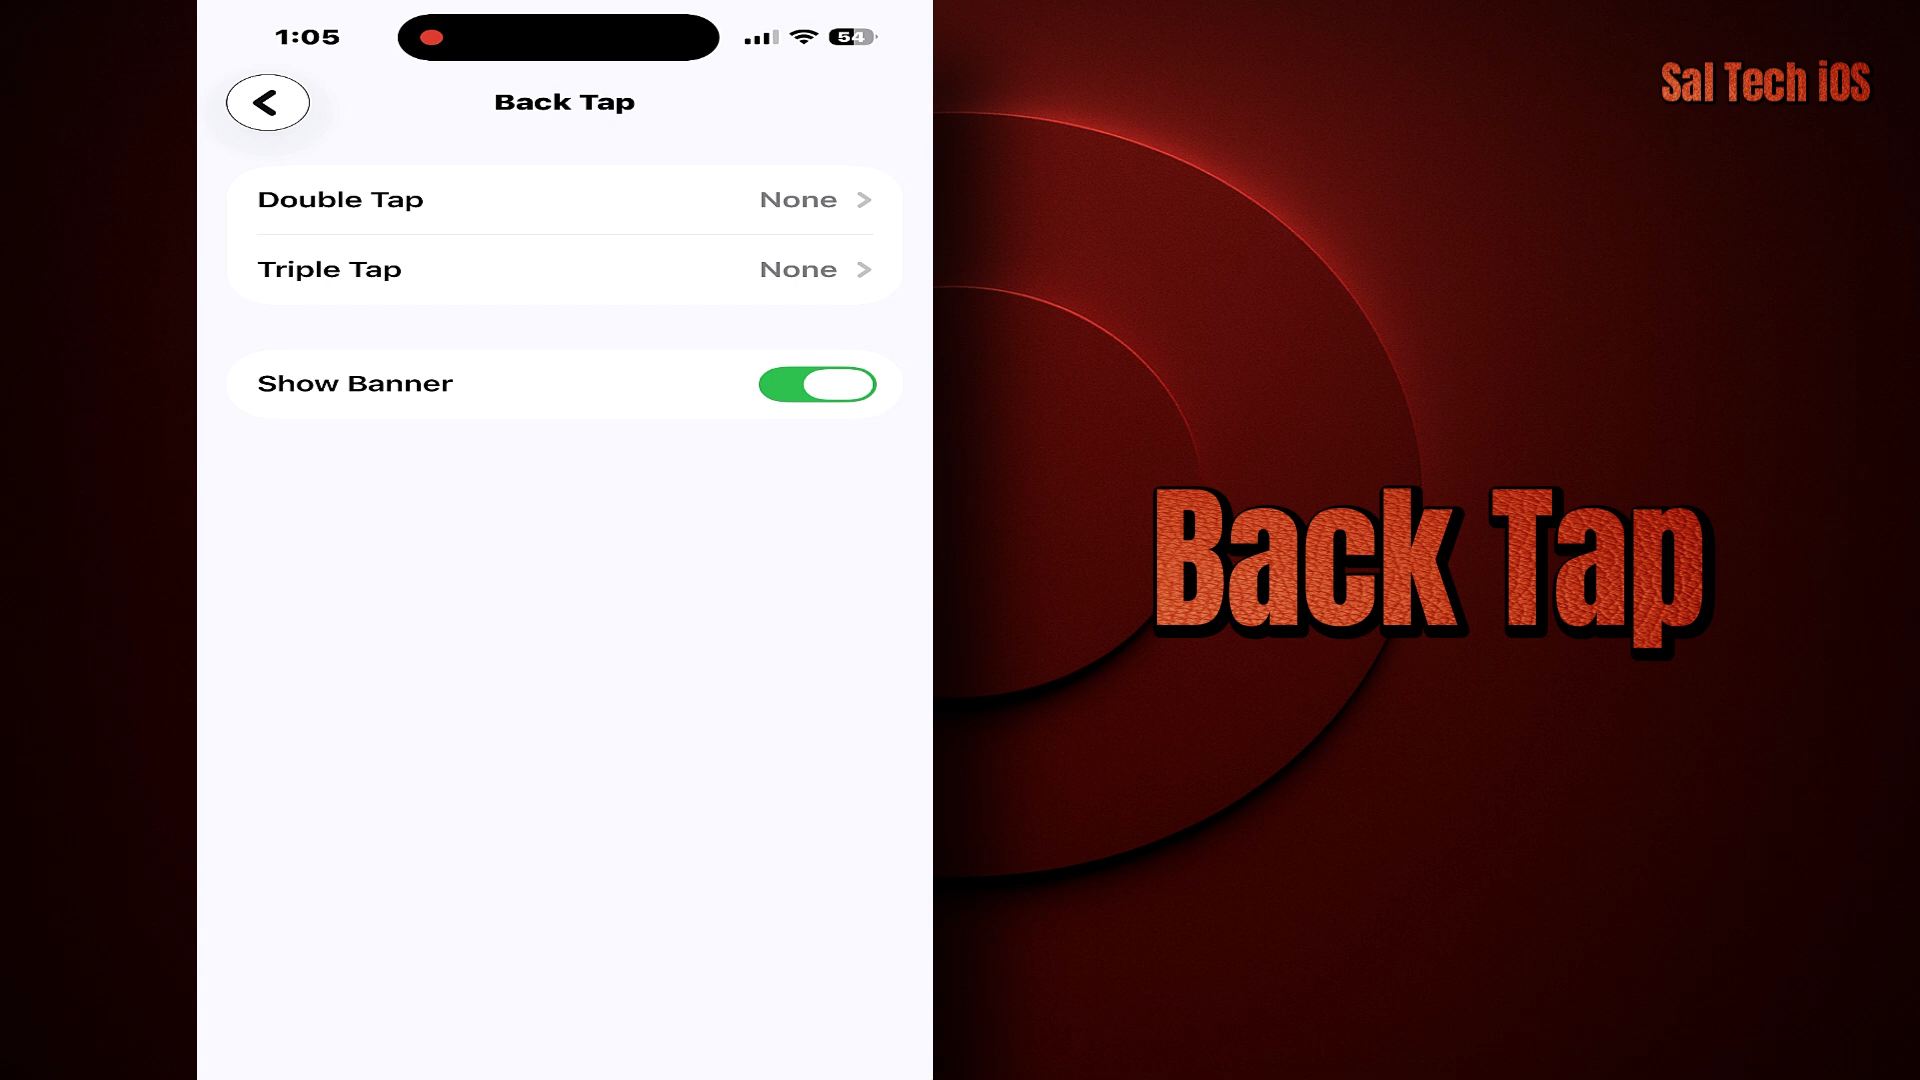 1:05
54
Back Tap
Double Tap None
Triple Tap None
Show Banner
Sal Tech iOS
Back Tap